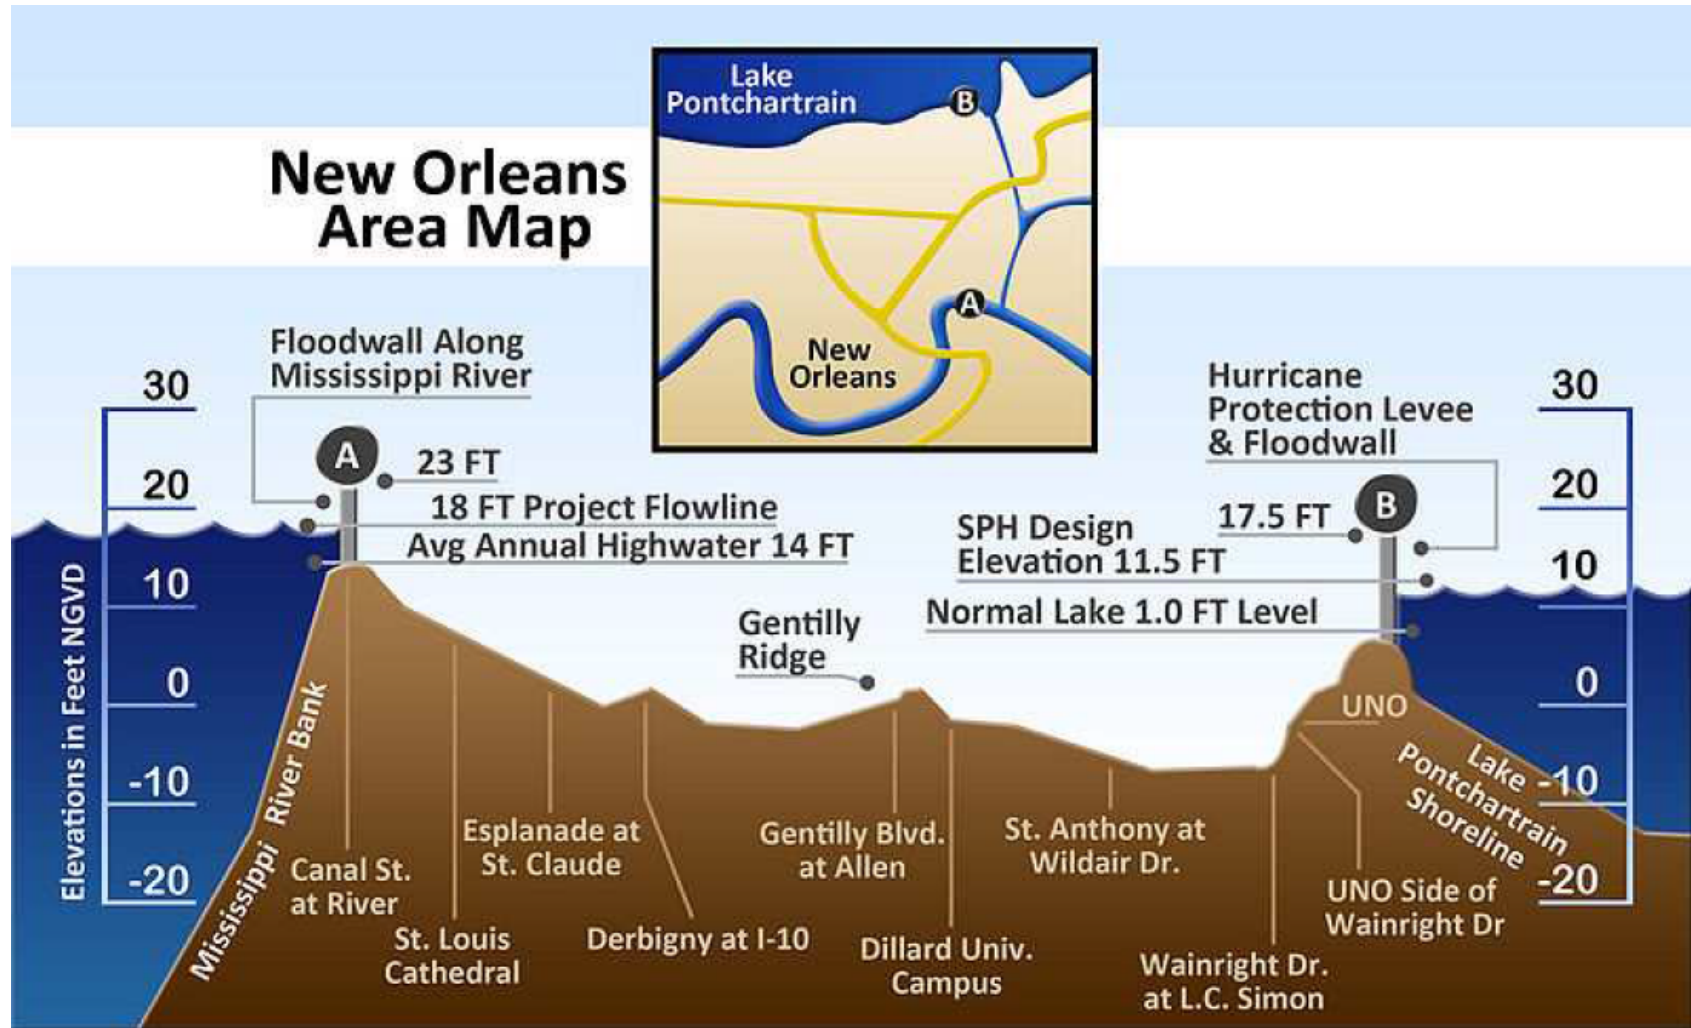 Lake
Pontchartrain
B
A
New
Orleans
New Orleans
Area Map
Floodwall Along
Mississippi River
A
23 FT
18 FT Project Flowline
Avg Annual Highwater 14 FT
Hurricane
Protection Levee
& Floodwall
B
17.5 FT
SPH Design
Elevation 11.5 FT
Normal Lake 1.0 FT Level
Gentilly
Ridge
Elevations in Feet NGVD
30
20
10
0
-10
-20
30
20
10
0
-10
-20
Mississippi River Bank
Canal St.
at River
St. Louis
Cathedral
Esplanade at
St. Claude
Derbigny at I-10
Gentilly Blvd.
at Allen
Dillard Univ.
Campus
St. Anthony at
Wildair Dr.
Wainright Dr.
at L.C. Simon
UNO
UNO Side of
Wainright Dr
Lake
Pontchartrain
Shoreline